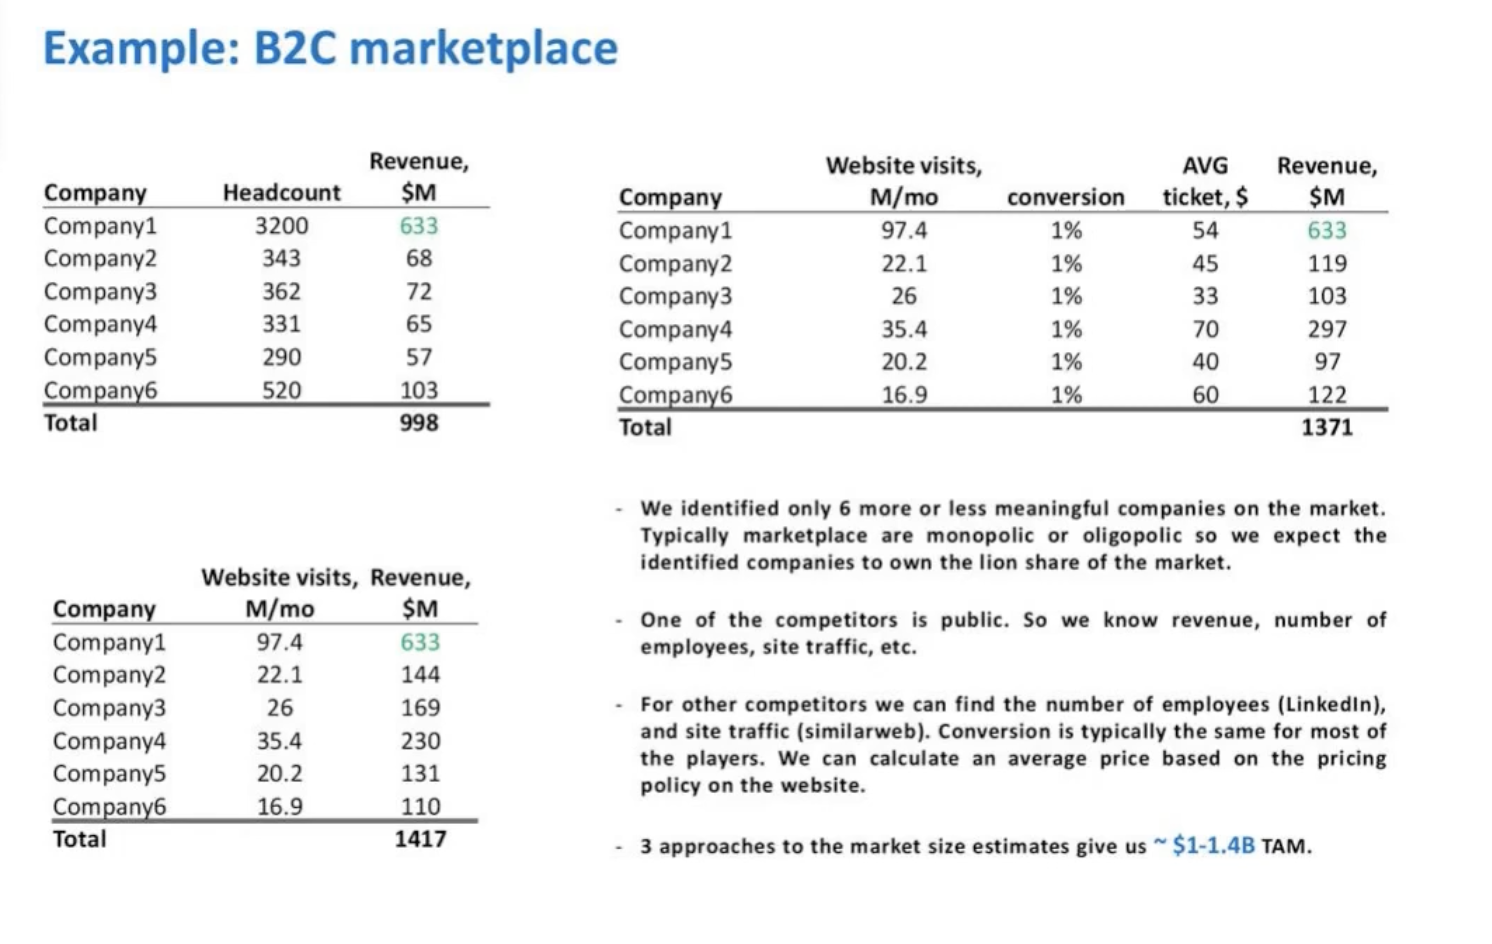 Example: B2C marketplace
Revenue,
Company Headcount $M
Company1 3200 633
Company2 343 68
Company3 362 72
Company4 331 65
Company5 290 57
Company6 520 103
Total 998
Website visits, AVG Revenue,
Company M/mo conversion ticket, $ $M
Company1 97.4 1% 54 633
Company2 22.1 1% 45 119
Company3 26 1% 33 103
Company4 35.4 1% 70 297
Company5 20.2 1% 40 97
Company6 16.9 1% 60 122
Total 1371
Website visits, Revenue,
Company M/mo $M
Company1 97.4 633
Company2 22.1 144
Company3 26 169
Company4 35.4 230
Company5 20.2 131
Company6 16.9 110
Total 1417
- We identified only 6 more or less meaningful companies on the market.
Typically marketplace are monopolic or oligopolic so we expect the
identified companies to own the lion share of the market.
- One of the competitors is public. So we know revenue, number of
employees, site traffic, etc.
- For other competitors we can find the number of employees (LinkedIn),
and site traffic (similarweb). Conversion is typically the same for most of
the players. We can calculate an average price based on the pricing
policy on the website.
- 3 approaches to the market size estimates give us ~ $1-1.4B TAM.